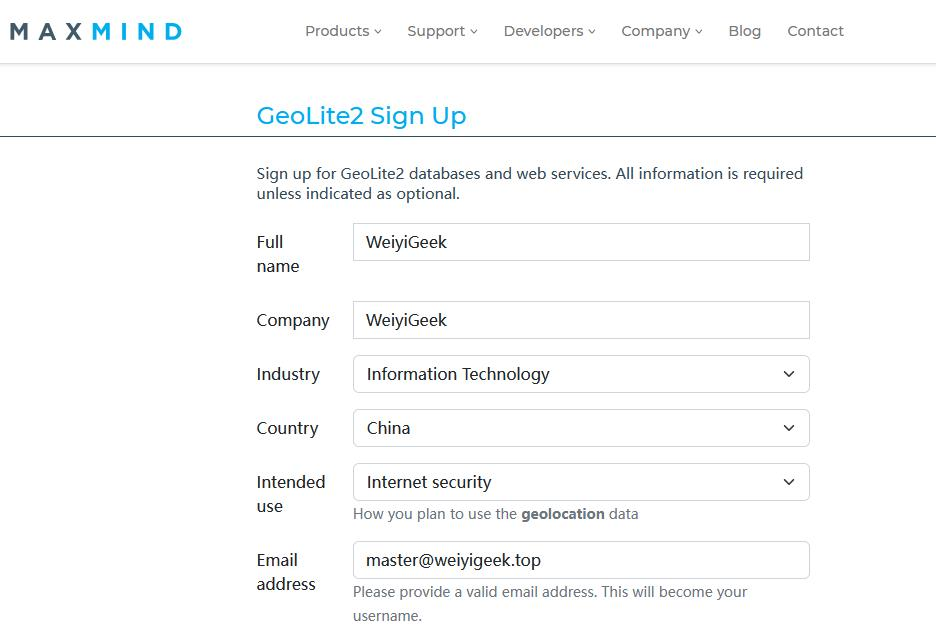 MAXMIND Products Support Developers Company Blog Contact
GeoLite2 Sign Up
Sign up for GeoLite2 databases and web services. All information is required
unless indicated as optional.
Full
name
WeiyiGeek
Company
WeiyiGeek
Industry
Information Technology
Country
China
Intended
use
Internet security
How you plan to use the geolocation data
Email
address
master@weiyigeek.top
Please provide a valid email address. This will become your
username.